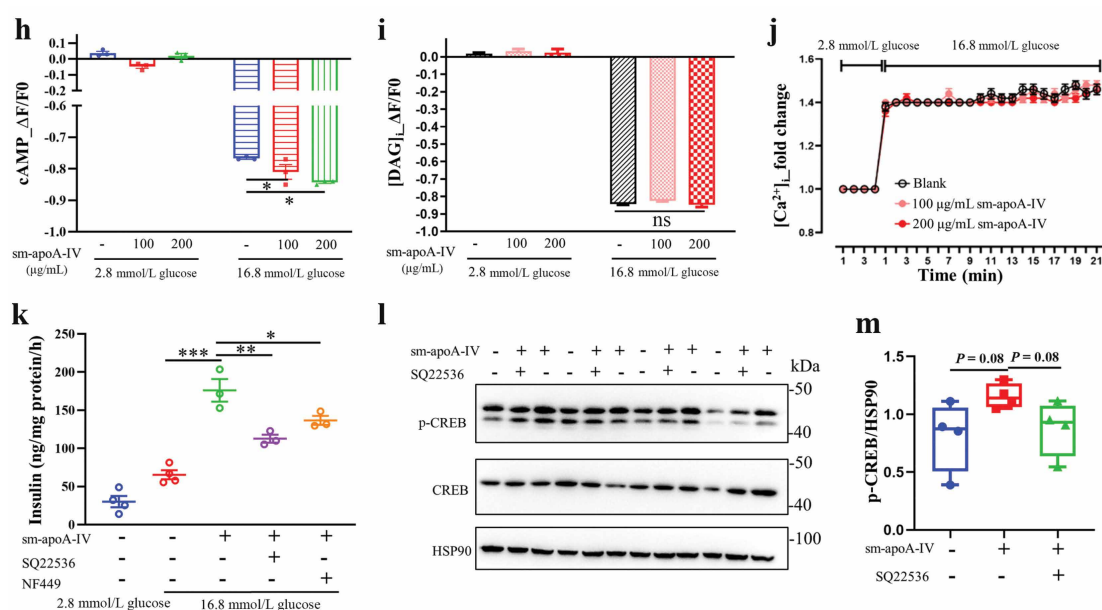 h
cAMP_ΔF/F0
0.1
0.0
-0.1
-0.2
-0.6
-0.7
-0.8
-0.9
-1.0
*
*
sm-apoA-IV - 100 200 - 100 200
(μg/mL) 2.8 mmol/L glucose 16.8 mmol/L glucose
i
[DAG]i_ΔF/F0
0.0
-0.1
-0.2
-0.3
-0.4
-0.5
-0.6
-0.7
-0.8
-0.9
-1.0
ns
sm-apoA-IV - 100 200 - 100 200
(μg/mL) 2.8 mmol/L glucose 16.8 mmol/L glucose
j
2.8 mmol/L glucose 16.8 mmol/L glucose
[Ca²⁺]i_fold change
1.6
1.4
1.2
1.0
0.8
Blank
100 μg/mL sm-apoA-IV
200 μg/mL sm-apoA-IV
1 3 1 3 5 7 9 11 13 15 17 19 21
Time (min)
k
Insulin (ng/mg protein/h)
250
200
150
100
50
0
*
*** **
sm-apoA-IV - - + + +
SQ22536 - - - + -
NF449 - - - - +
2.8 mmol/L glucose 16.8 mmol/L glucose
l
sm-apoA-IV - + + - + + - + + - + +
SQ22536 - + - - + - - + - - + -
kDa
p-CREB
50
40
CREB
50
40
HSP90
100
m
p-CREB/HSP90
1.5
1.0
0.5
0.0
P = 0.08 P = 0.08
sm-apoA-IV - + +
SQ22536 - - +